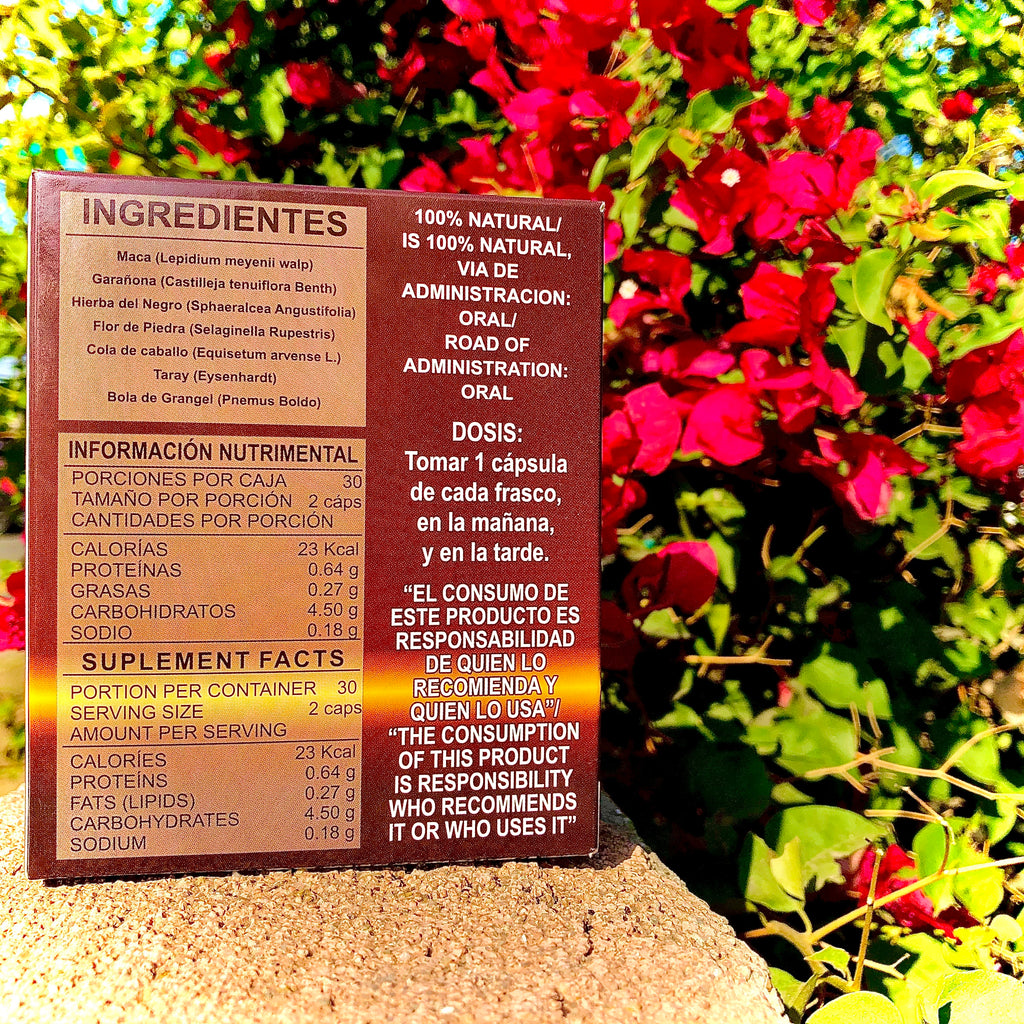 INGREDIENTES
Maca (Lepidium meyenii walp)
Garañona (Castilleja tenuiflora Benth)
Hierba del Negro (Sphaeralcea Angustifolia)
Flor de Piedra (Selaginella Rupestris)
Cola de caballo (Equisetum arvense L.)
Taray (Eysenhardt)
Bola de Grangel (Pnemus Boldo)
INFORMACIÓN NUTRIMENTAL
PORCIONES POR CAJA 30
TAMAÑO POR PORCIÓN 2 cáps
CANTIDADES POR PORCIÓN
CALORÍAS 23 Kcal
PROTEÍNAS 0.64 g
GRASAS 0.27 g
CARBOHIDRATOS 4.50 g
SODIO 0.18 g
SUPLEMENT FACTS
PORTION PER CONTAINER 30
SERVING SIZE 2 caps
AMOUNT PER SERVING
CALORÍES 23 Kcal
PROTEÍNS 0.64 g
FATS (LIPIDS) 0.27 g
CARBOHYDRATES 4.50 g
SODIUM 0.18 g
100% NATURAL/
IS 100% NATURAL,
VIA DE
ADMINISTRACION:
ORAL/
ROAD OF
ADMINISTRATION:
ORAL
DOSIS:
Tomar 1 cápsula
de cada frasco,
en la mañana,
y en la tarde.
“EL CONSUMO DE
ESTE PRODUCTO ES
RESPONSABILIDAD
DE QUIEN LO
RECOMIENDA Y
QUIEN LO USA”/
“THE CONSUMPTION
OF THIS PRODUCT
IS RESPONSIBILITY
WHO RECOMMENDS
IT OR WHO USES IT”